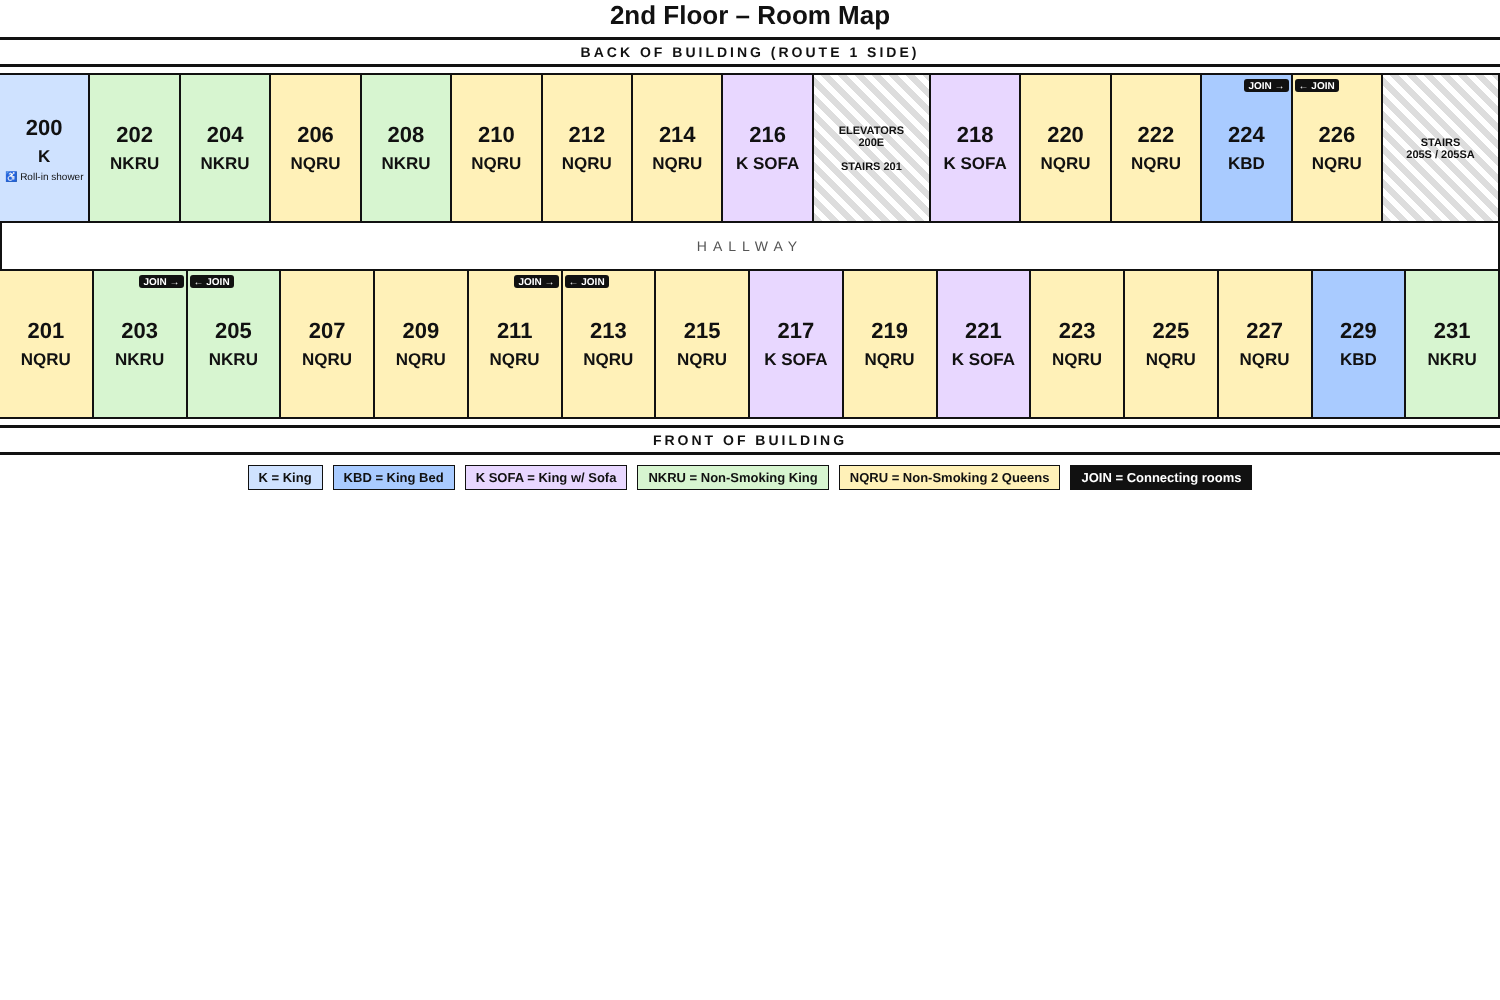 2nd Floor – Room Map
BACK OF BUILDING (ROUTE 1 SIDE)
JOIN → ← JOIN
200 202 204 206 208 210 212 214 216 ELEVATORS 200E STAIRS 201 218 220 222 224 226 STAIRS 205S / 205SA
K NKRU NKRU NQRU NKRU NQRU NQRU NQRU K SOFA K SOFA NQRU NQRU KBD NQRU
♿ Roll-in shower
HALLWAY
JOIN → ← JOIN JOIN → ← JOIN
201 203 205 207 209 211 213 215 217 219 221 223 225 227 229 231
NQRU NKRU NKRU NQRU NQRU NQRU NQRU NQRU K SOFA NQRU K SOFA NQRU NQRU NQRU KBD NKRU
FRONT OF BUILDING
K = King KBD = King Bed K SOFA = King w/ Sofa NKRU = Non-Smoking King NQRU = Non-Smoking 2 Queens JOIN = Connecting rooms